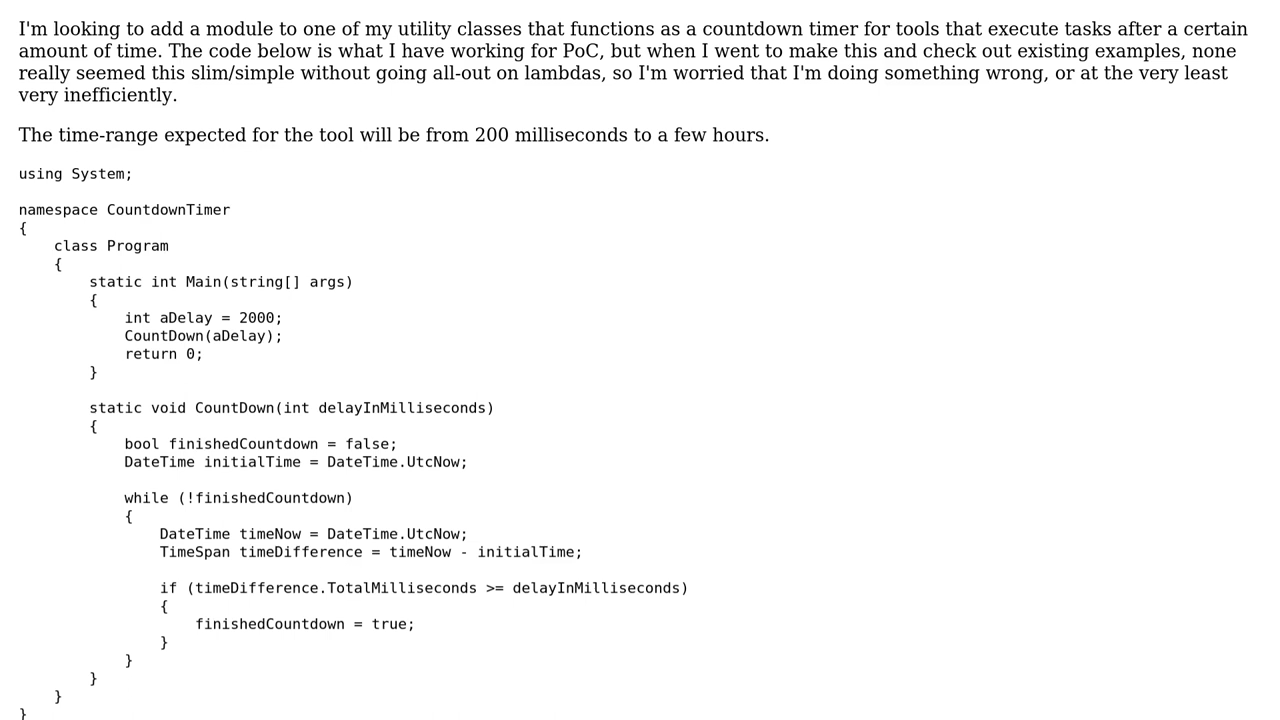 I'm looking to add a module to one of my utility classes that functions as a countdown timer for tools that execute tasks after a certain
amount of time. The code below is what I have working for PoC, but when I went to make this and check out existing examples, none
really seemed this slim/simple without going all-out on lambdas, so I'm worried that I'm doing something wrong, or at the very least
very inefficiently.
The time-range expected for the tool will be from 200 milliseconds to a few hours.
using System;
namespace CountdownTimer
{
    class Program
    {
        static int Main(string[] args)
        {
            int aDelay = 2000;
            CountDown(aDelay);
            return 0;
        }
        static void CountDown(int delayInMilliseconds)
        {
            bool finishedCountdown = false;
            DateTime initialTime = DateTime.UtcNow;
            while (!finishedCountdown)
            {
                DateTime timeNow = DateTime.UtcNow;
                TimeSpan timeDifference = timeNow - initialTime;
                if (timeDifference.TotalMilliseconds >= delayInMilliseconds)
                {
                    finishedCountdown = true;
                }
            }
        }
    }
}